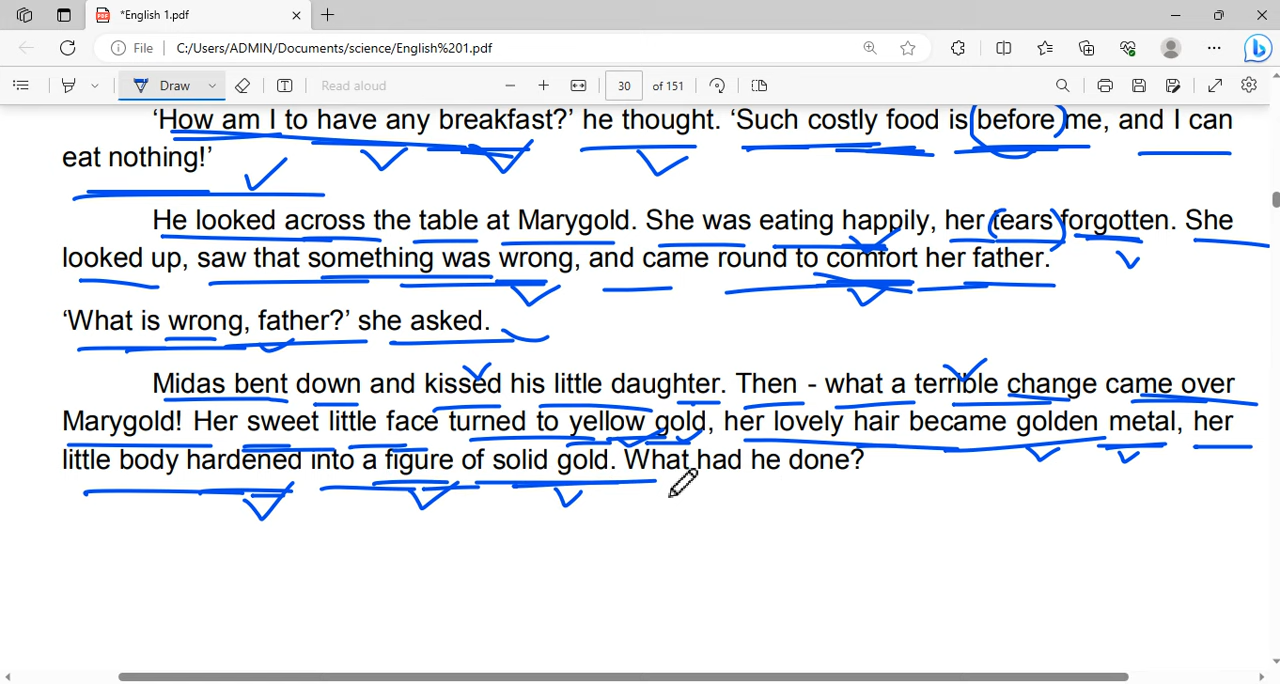 *English 1.pdf
File C:/Users/ADMIN/Documents/science/English%201.pdf
Draw Read aloud 30 of 151
‘How am I to have any breakfast?’ he thought. ‘Such costly food is before me, and I can
eat nothing!’
He looked across the table at Marygold. She was eating happily, her tears forgotten. She
looked up, saw that something was wrong, and came round to comfort her father.
‘What is wrong, father?’ she asked.
Midas bent down and kissed his little daughter. Then - what a terrible change came over
Marygold! Her sweet little face turned to yellow gold, her lovely hair became golden metal, her
little body hardened into a figure of solid gold. What had he done?